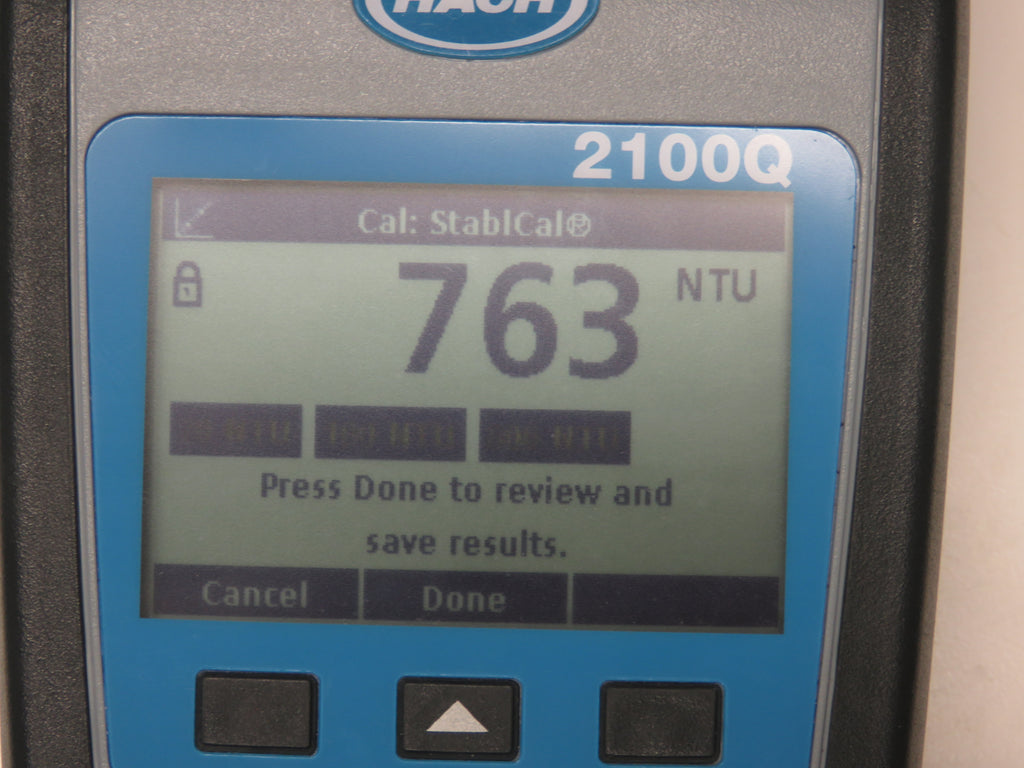 HACH
2100Q
Cal: StablCal®
763 NTU
Press Done to review and
save results.
Cancel Done